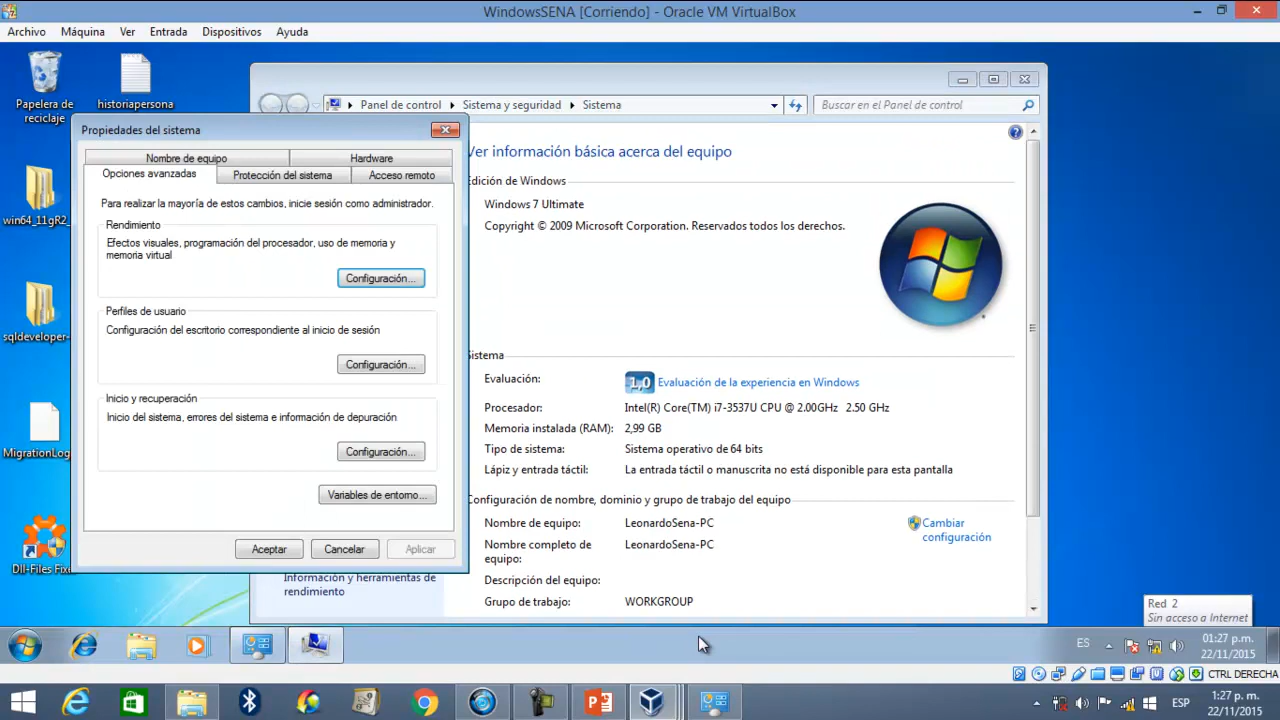 WindowsSENA [Corriendo] - Oracle VM VirtualBox
Archivo Máquina Ver Entrada Dispositivos Ayuda
Papelera de
reciclaje
historiapersona
win64_11gR2_
sqldeveloper-
MigrationLog
Dll-Files Fixe
Panel de control Sistema y seguridad Sistema
Buscar en el Panel de control
Propiedades del sistema
Nombre de equipo Hardware
Opciones avanzadas Protección del sistema Acceso remoto
Para realizar la mayoría de estos cambios, inicie sesión como administrador.
Rendimiento
Efectos visuales, programación del procesador, uso de memoria y
memoria virtual
Configuración...
Perfiles de usuario
Configuración del escritorio correspondiente al inicio de sesión
Configuración...
Inicio y recuperación
Inicio del sistema, errores del sistema e información de depuración
Configuración...
Variables de entorno...
Aceptar Cancelar Aplicar
Ver información básica acerca del equipo
Edición de Windows
Windows 7 Ultimate
Copyright © 2009 Microsoft Corporation. Reservados todos los derechos.
Sistema
Evaluación: 1,0 Evaluación de la experiencia en Windows
Procesador: Intel(R) Core(TM) i7-3537U CPU @ 2.00GHz 2.50 GHz
Memoria instalada (RAM): 2,99 GB
Tipo de sistema: Sistema operativo de 64 bits
Lápiz y entrada táctil: La entrada táctil o manuscrita no está disponible para esta pantalla
Configuración de nombre, dominio y grupo de trabajo del equipo
Nombre de equipo: LeonardoSena-PC
Cambiar
configuración
Nombre completo de
equipo:
LeonardoSena-PC
Descripción del equipo:
Grupo de trabajo: WORKGROUP
Información y herramientas de
rendimiento
Red 2
Sin acceso a Internet
ES
01:27 p.m.
22/11/2015
CTRL DERECHA
ESP
1:27 p. m.
22/11/2015